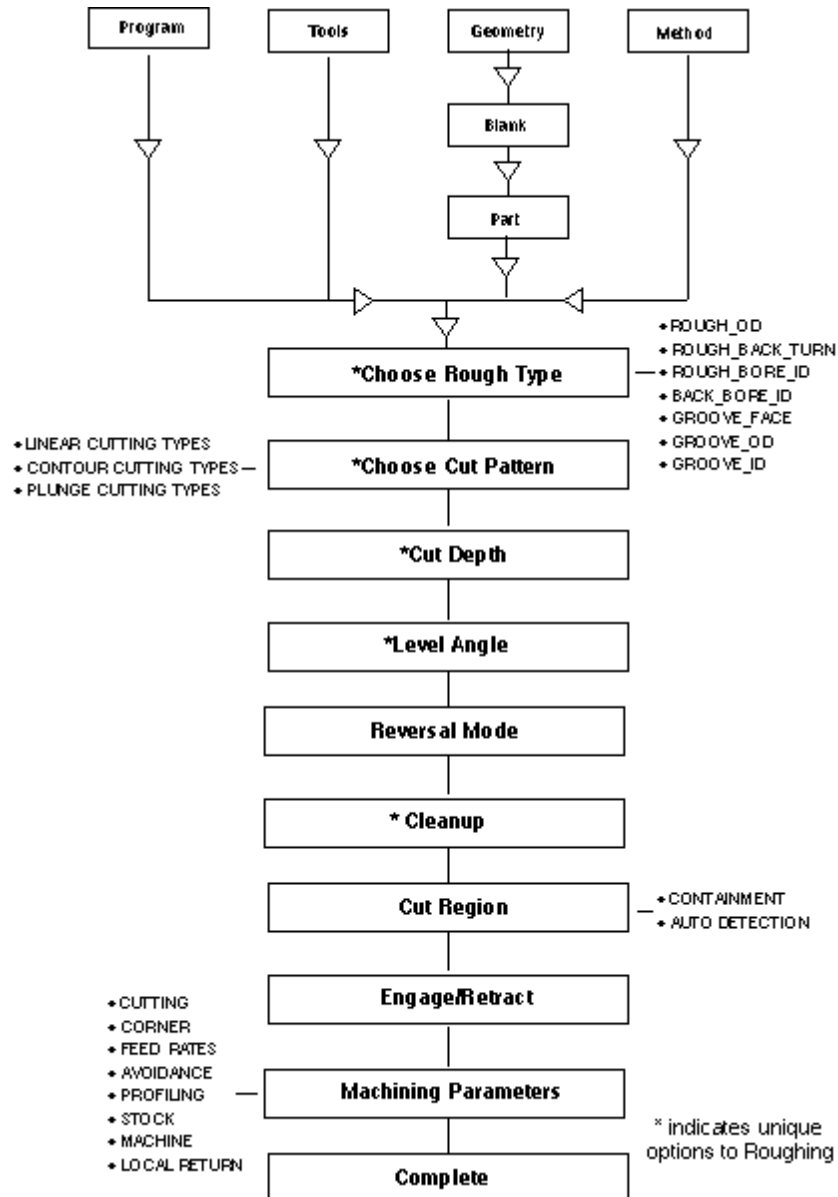 Program
Tools
Geometry
Method
Blank
Part
*Choose Rough Type
• ROUGH_OD
• ROUGH_BACK_TURN
• ROUGH_BORE_ID
• BACK_BORE_ID
• GROOVE_FACE
• GROOVE_OD
• GROOVE_ID
• LINEAR CUTTING TYPES
• CONTOUR CUTTING TYPES
• PLUNGE CUTTING TYPES
*Choose Cut Pattern
*Cut Depth
*Level Angle
Reversal Mode
* Cleanup
Cut Region
• CONTAINMENT
• AUTO DETECTION
Engage/Retract
• CUTTING
• CORNER
• FEED RATES
• AVOIDANCE
• PROFILING
• STOCK
• MACHINE
• LOCAL RETURN
Machining Parameters
* indicates unique
options to Roughing
Complete